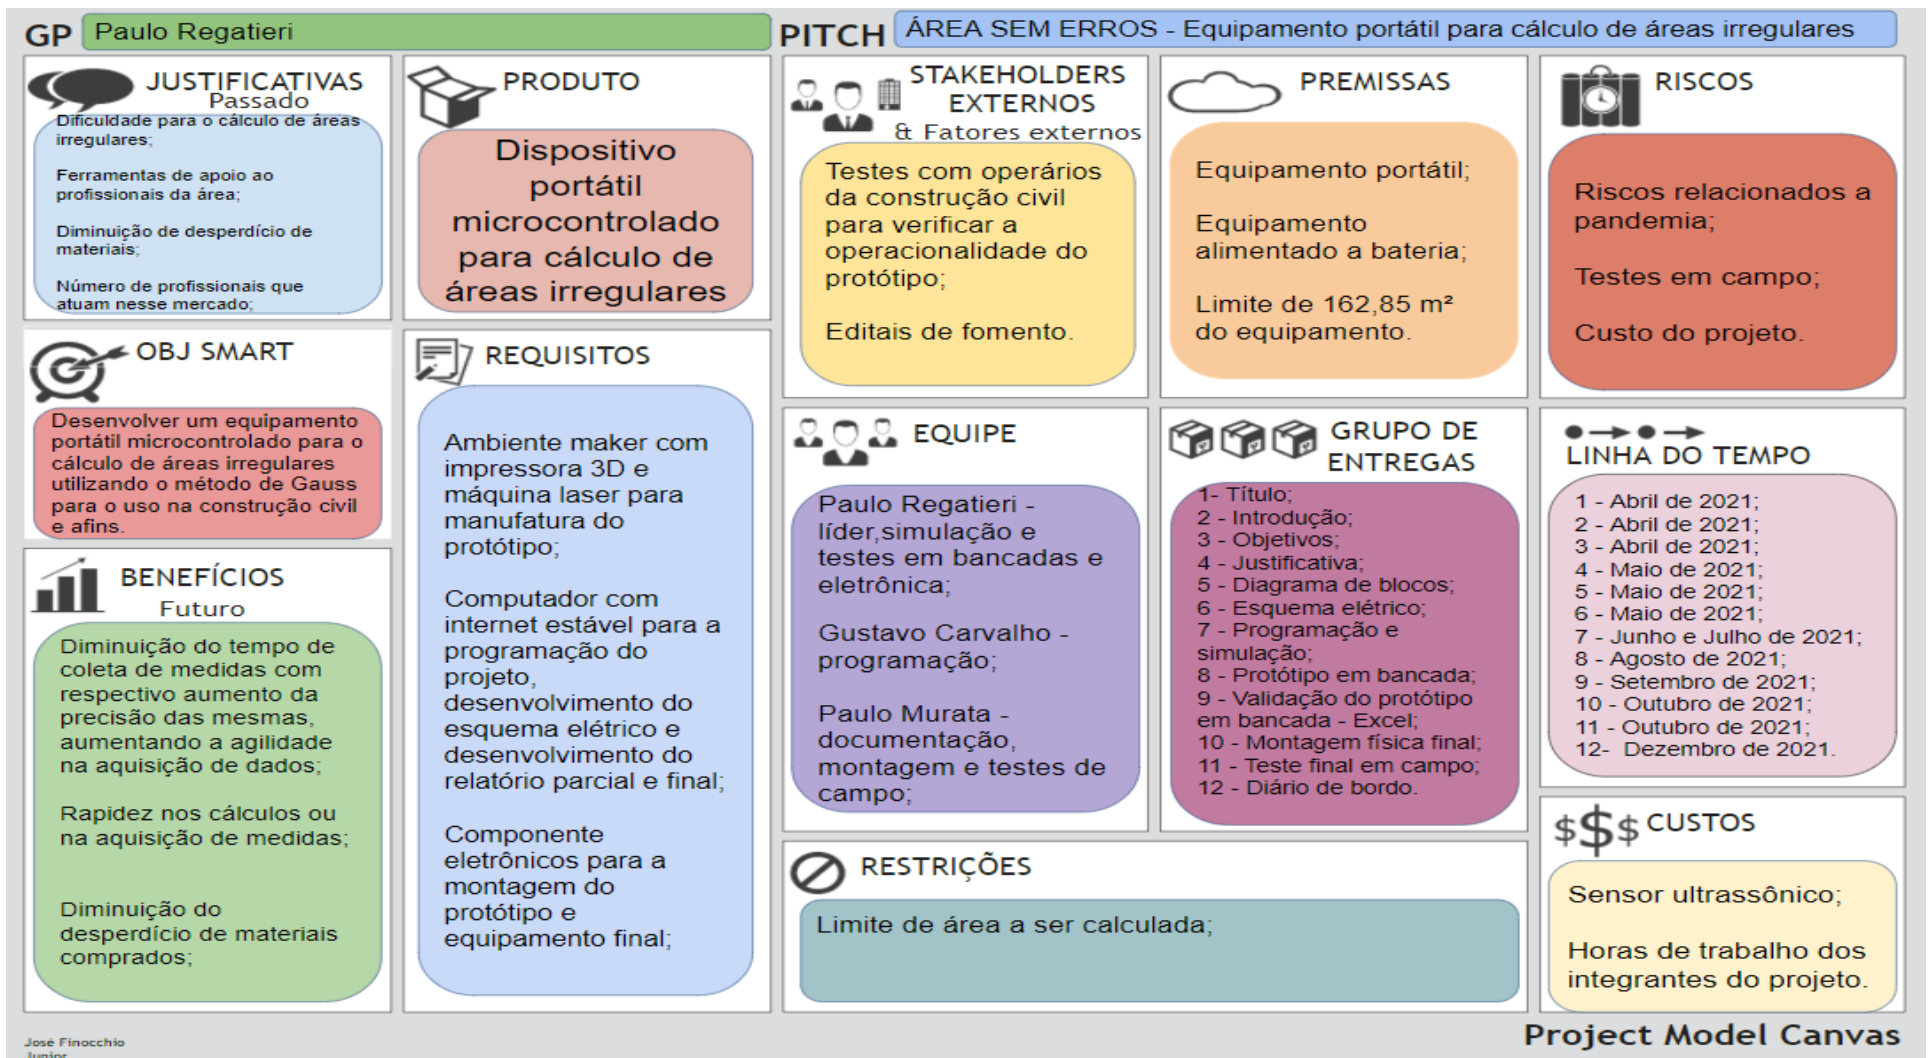 GP
Paulo Regatieri
PITCH
ÁREA SEM ERROS - Equipamento portátil para cálculo de áreas irregulares
JUSTIFICATIVAS
Passado
Dificuldade para o cálculo de áreas
irregulares;
Ferramentas de apoio ao
profissionais da área;
Diminuição de desperdício de
materiais;
Número de profissionais que
atuam nesse mercado;
OBJ SMART
Desenvolver um equipamento
portátil microcontrolado para o
cálculo de áreas irregulares
utilizando o método de Gauss
para o uso na construção civil
e afins.
BENEFÍCIOS
Futuro
Diminuição do tempo de
coleta de medidas com
respectivo aumento da
precisão das mesmas,
aumentando a agilidade
na aquisição de dados;
Rapidez nos cálculos ou
na aquisição de medidas;
Diminuição do
desperdício de materiais
comprados;
PRODUTO
Dispositivo
portátil
microcontrolado
para cálculo de
áreas irregulares
REQUISITOS
Ambiente maker com
impressora 3D e
máquina laser para
manufatura do
protótipo;
Computador com
internet estável para a
programação do
projeto,
desenvolvimento do
esquema elétrico e
desenvolvimento do
relatório parcial e final;
Componente
eletrônicos para a
montagem do
protótipo e
equipamento final;
STAKEHOLDERS
EXTERNOS
& Fatores externos
Testes com operários
da construção civil
para verificar a
operacionalidade do
protótipo;
Editais de fomento.
EQUIPE
Paulo Regatieri -
líder,simulação e
testes em bancadas e
eletrônica;
Gustavo Carvalho -
programação;
Paulo Murata -
documentação,
montagem e testes de
campo;
PREMISSAS
Equipamento portátil;
Equipamento
alimentado a bateria;
Limite de 162,85 m²
do equipamento.
GRUPO DE
ENTREGAS
1- Título;
2 - Introdução;
3 - Objetivos;
4 - Justificativa;
5 - Diagrama de blocos;
6 - Esquema elétrico;
7 - Programação e
simulação;
8 - Protótipo em bancada;
9 - Validação do protótipo
em bancada - Excel;
10 - Montagem física final;
11 - Teste final em campo;
12 - Diário de bordo.
RISCOS
Riscos relacionados a
pandemia;
Testes em campo;
Custo do projeto.
LINHA DO TEMPO
1 - Abril de 2021;
2 - Abril de 2021;
3 - Abril de 2021;
4 - Maio de 2021;
5 - Maio de 2021;
6 - Maio de 2021;
7 - Junho e Julho de 2021;
8 - Agosto de 2021;
9 - Setembro de 2021;
10 - Outubro de 2021;
11 - Outubro de 2021;
12- Dezembro de 2021.
RESTRIÇÕES
Limite de área a ser calculada;
$$$ CUSTOS
Sensor ultrassônico;
Horas de trabalho dos
integrantes do projeto.
José Finocchio
Junior
Project Model Canvas